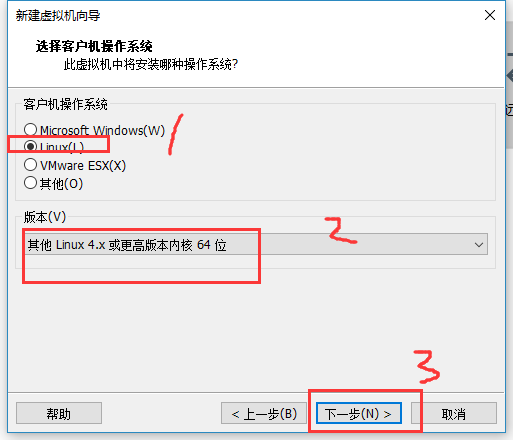 新建虚拟机向导
选择客户机操作系统
此虚拟机中将安装哪种操作系统?
客户机操作系统
Microsoft Windows(W)
1
Linux(L)
VMware ESX(X)
其他(O)
版本(V)
2
其他 Linux 4.x 或更高版本内核 64 位
3
帮助 < 上一步(B) 下一步(N) > 取消